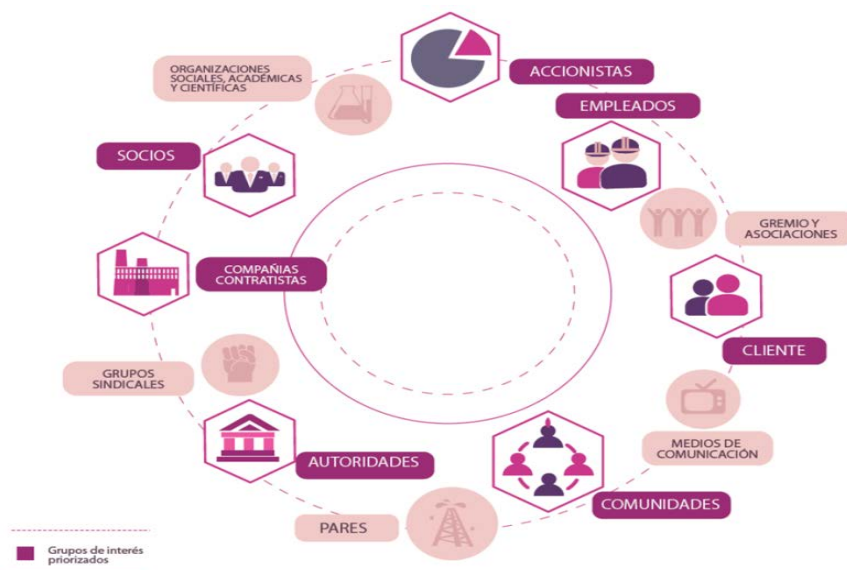 ORGANIZACIONES
SOCIALES, ACADÉMICAS
Y CIENTÍFICAS
ACCIONISTAS
EMPLEADOS
SOCIOS
GREMIO Y
ASOCIACIONES
COMPAÑIAS
CONTRATISTAS
CLIENTE
GRUPOS
SINDICALES
MEDIOS DE
COMUNICACIÓN
AUTORIDADES
COMUNIDADES
PARES
Grupos de interés
priorizados